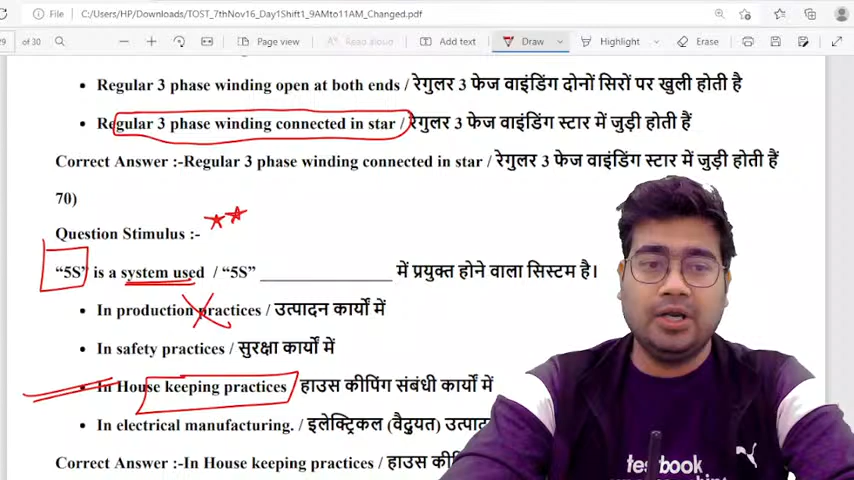 File
C:/Users/HP/Downloads/TOST_7thNov16_Day1Shift1_9AMto11AM_Changed.pdf
29 of 30
Page view
Read aloud
Add text
Draw
Highlight
Erase
• Regular 3 phase winding open at both ends / रेगुलर 3 फेज वाइंडिंग दोनों सिरों पर खुली होती है
• Regular 3 phase winding connected in star / रेगुलर 3 फेज वाइंडिंग स्टार में जुड़ी होती हैं
Correct Answer :-Regular 3 phase winding connected in star / रेगुलर 3 फेज वाइंडिंग स्टार में जुड़ी होती हैं
70)
Question Stimulus :-
“5S” is a system used / “5S” ________________ में प्रयुक्त होने वाला सिस्टम है।
• In production practices / उत्पादन कार्यों में
• In safety practices / सुरक्षा कार्यों में
• In House keeping practices / हाउस कीपिंग संबंधी कार्यों में
• In electrical manufacturing. / इलेक्ट्रिकल (वैद्युयत) उत्पाद
Correct Answer :-In House keeping practices / हाउस की
testbook